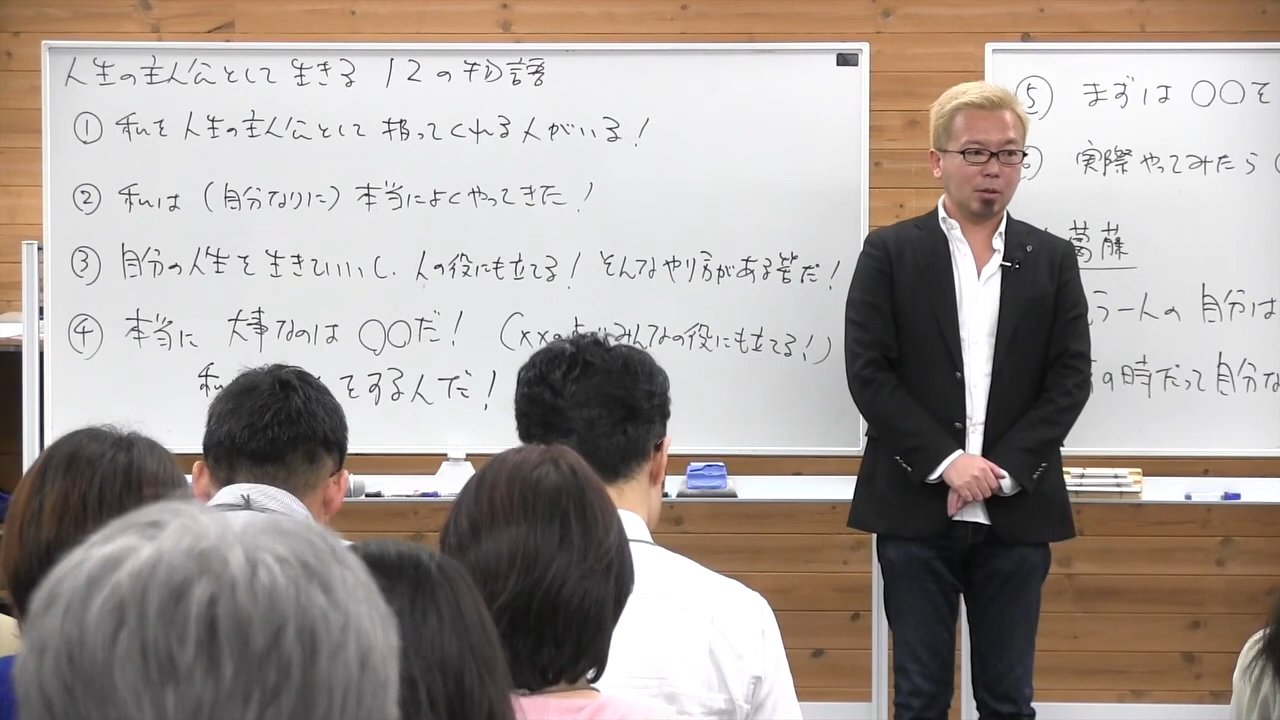 人生の主人公として生きる 12の物語
① 私を人生の主人公として扱ってくれる人がいる!
② 私は(自分なりに)本当によくやってきた!
③ 自分の人生を生きていいし、人の役にも立てる! そんなやり方がある筈だ!
④ 本当に 大事なのは 〇〇だ! (××の みんなの役にも立てる!)
私 をするんだ!
⑤ まずは 〇〇を
実際やってみたら
葛藤
う一人の 自分は
の時だって自分な